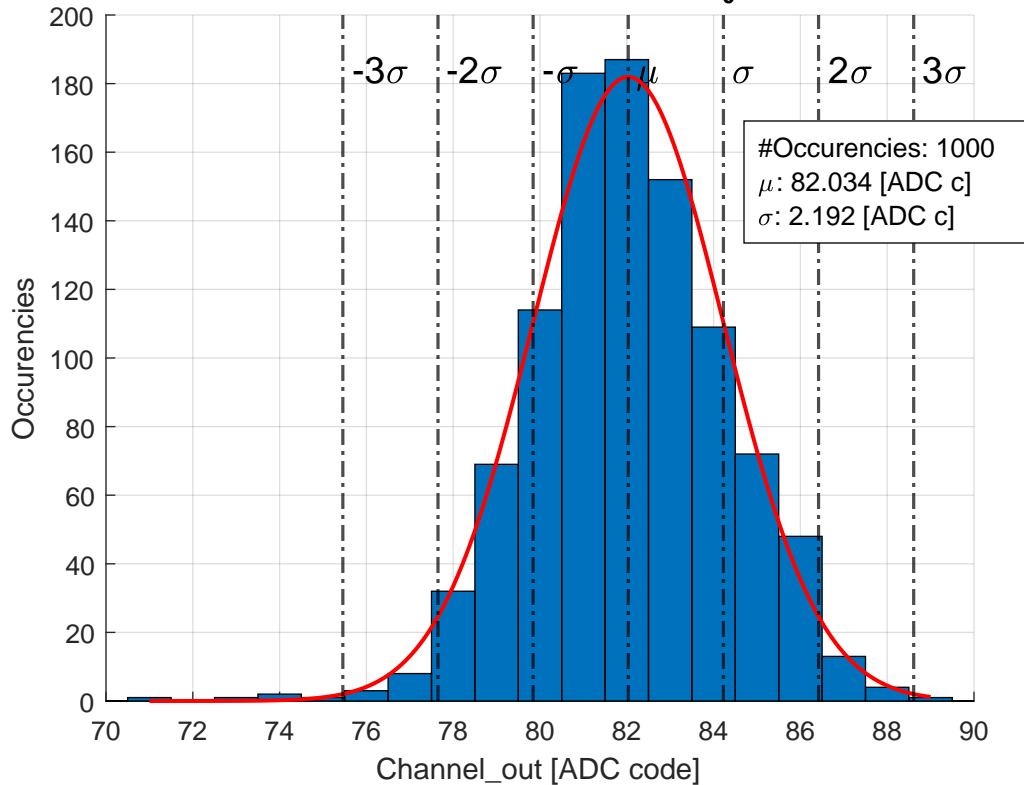 200
180
160
140
120
100
80
60
40
20
0
-3σ -2σ -σ μ σ 2σ 3σ
#Occurencies: 1000
μ: 82.034 [ADC c]
σ: 2.192 [ADC c]
Occurencies
70 72 74 76 78 80 82 84 86 88 90
Channel_out [ADC code]